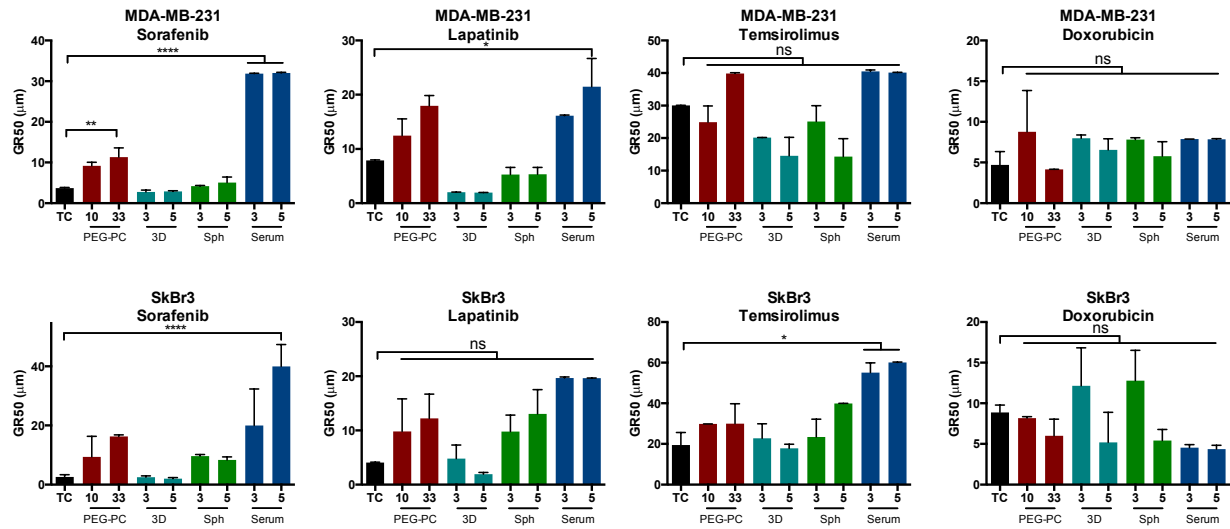 MDA-MB-231
Sorafenib
****
**
GR50 (μm)
40
30
20
10
0
TC 10 33 3 5 3 5 3 5
PEG-PC 3D Sph Serum
MDA-MB-231
Lapatinib
*
GR50 (μm)
30
20
10
0
TC 10 33 3 5 3 5 3 5
PEG-PC 3D Sph Serum
MDA-MB-231
Temsirolimus
ns
GR50 (μm)
50
40
30
20
10
0
TC 10 33 3 5 3 5 3 5
PEG-PC 3D Sph Serum
MDA-MB-231
Doxorubicin
ns
GR50 (μm)
20
15
10
5
0
TC 10 33 3 5 3 5 3 5
PEG-PC 3D Sph Serum
SkBr3
Sorafenib
****
GR50 (μm)
40
20
0
TC 10 33 3 5 3 5 3 5
PEG-PC 3D Sph Serum
SkBr3
Lapatinib
ns
GR50 (μm)
30
20
10
0
TC 10 33 3 5 3 5 3 5
PEG-PC 3D Sph Serum
SkBr3
Temsirolimus
*
GR50 (μm)
80
60
40
20
0
TC 10 33 3 5 3 5 3 5
PEG-PC 3D Sph Serum
SkBr3
Doxorubicin
ns
GR50 (μm)
20
15
10
5
0
TC 10 33 3 5 3 5 3 5
PEG-PC 3D Sph Serum